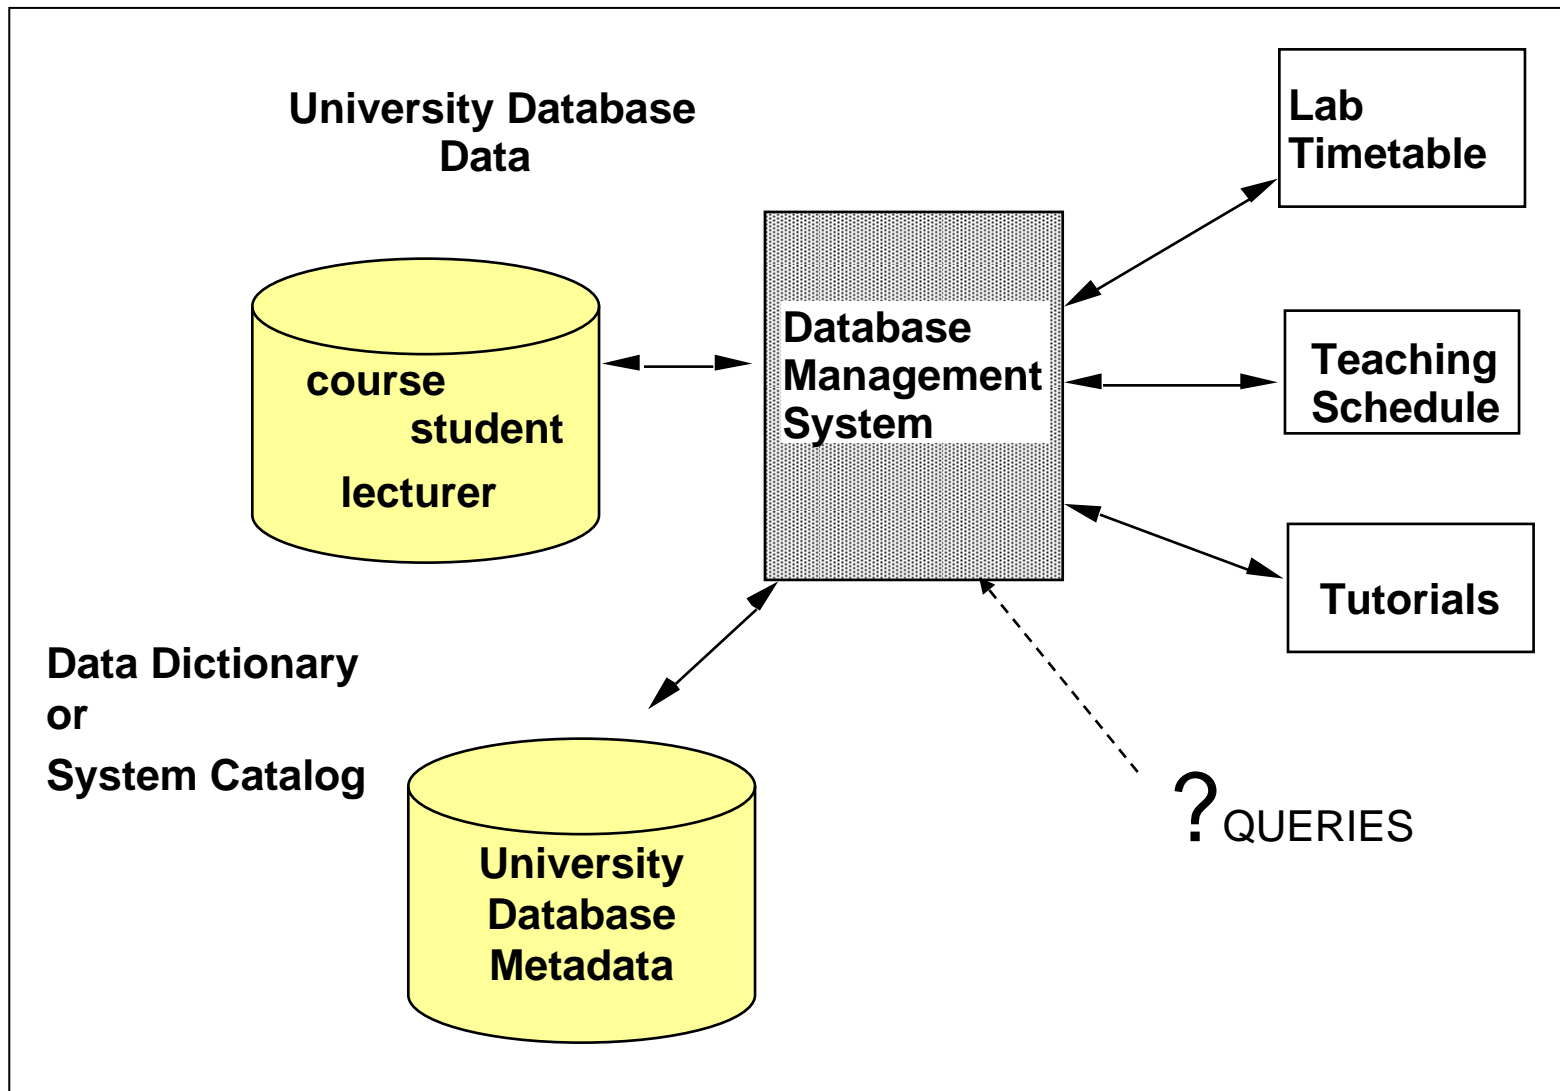 University Database
Data
Lab
Timetable
Database
Management
System
Teaching
Schedule
course
student
lecturer
Tutorials
Data Dictionary
or
System Catalog
?QUERIES
University
Database
Metadata